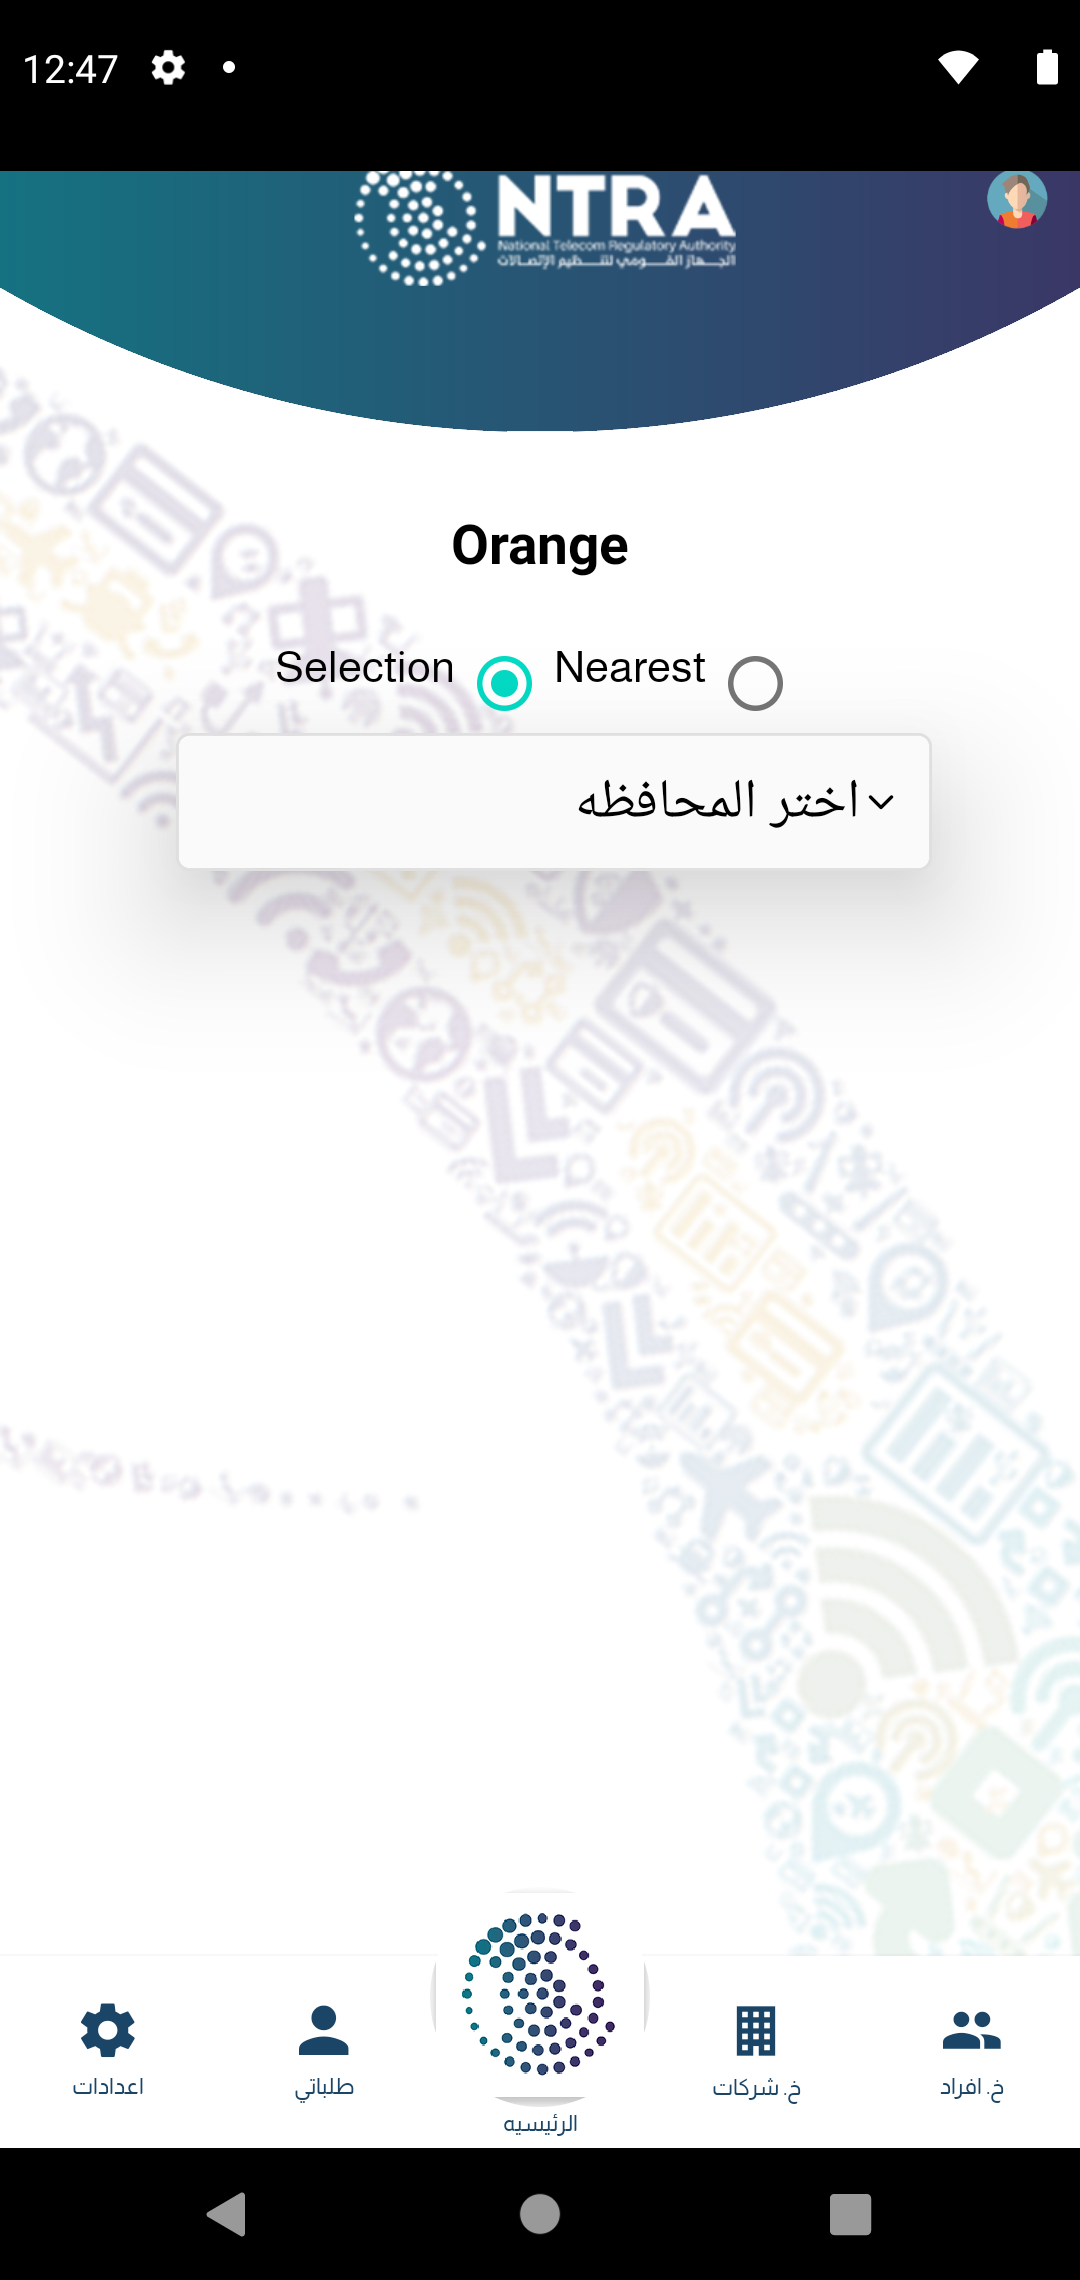 12:47
NTRA
National Telecom Regulatory Authority
الجهاز القومي لتنظيم الإتصالات
Orange
Selection
Nearest
اختر المحافظه
خ. افراد
خ. شركات
الرئيسيه
طلباتي
اعدادات